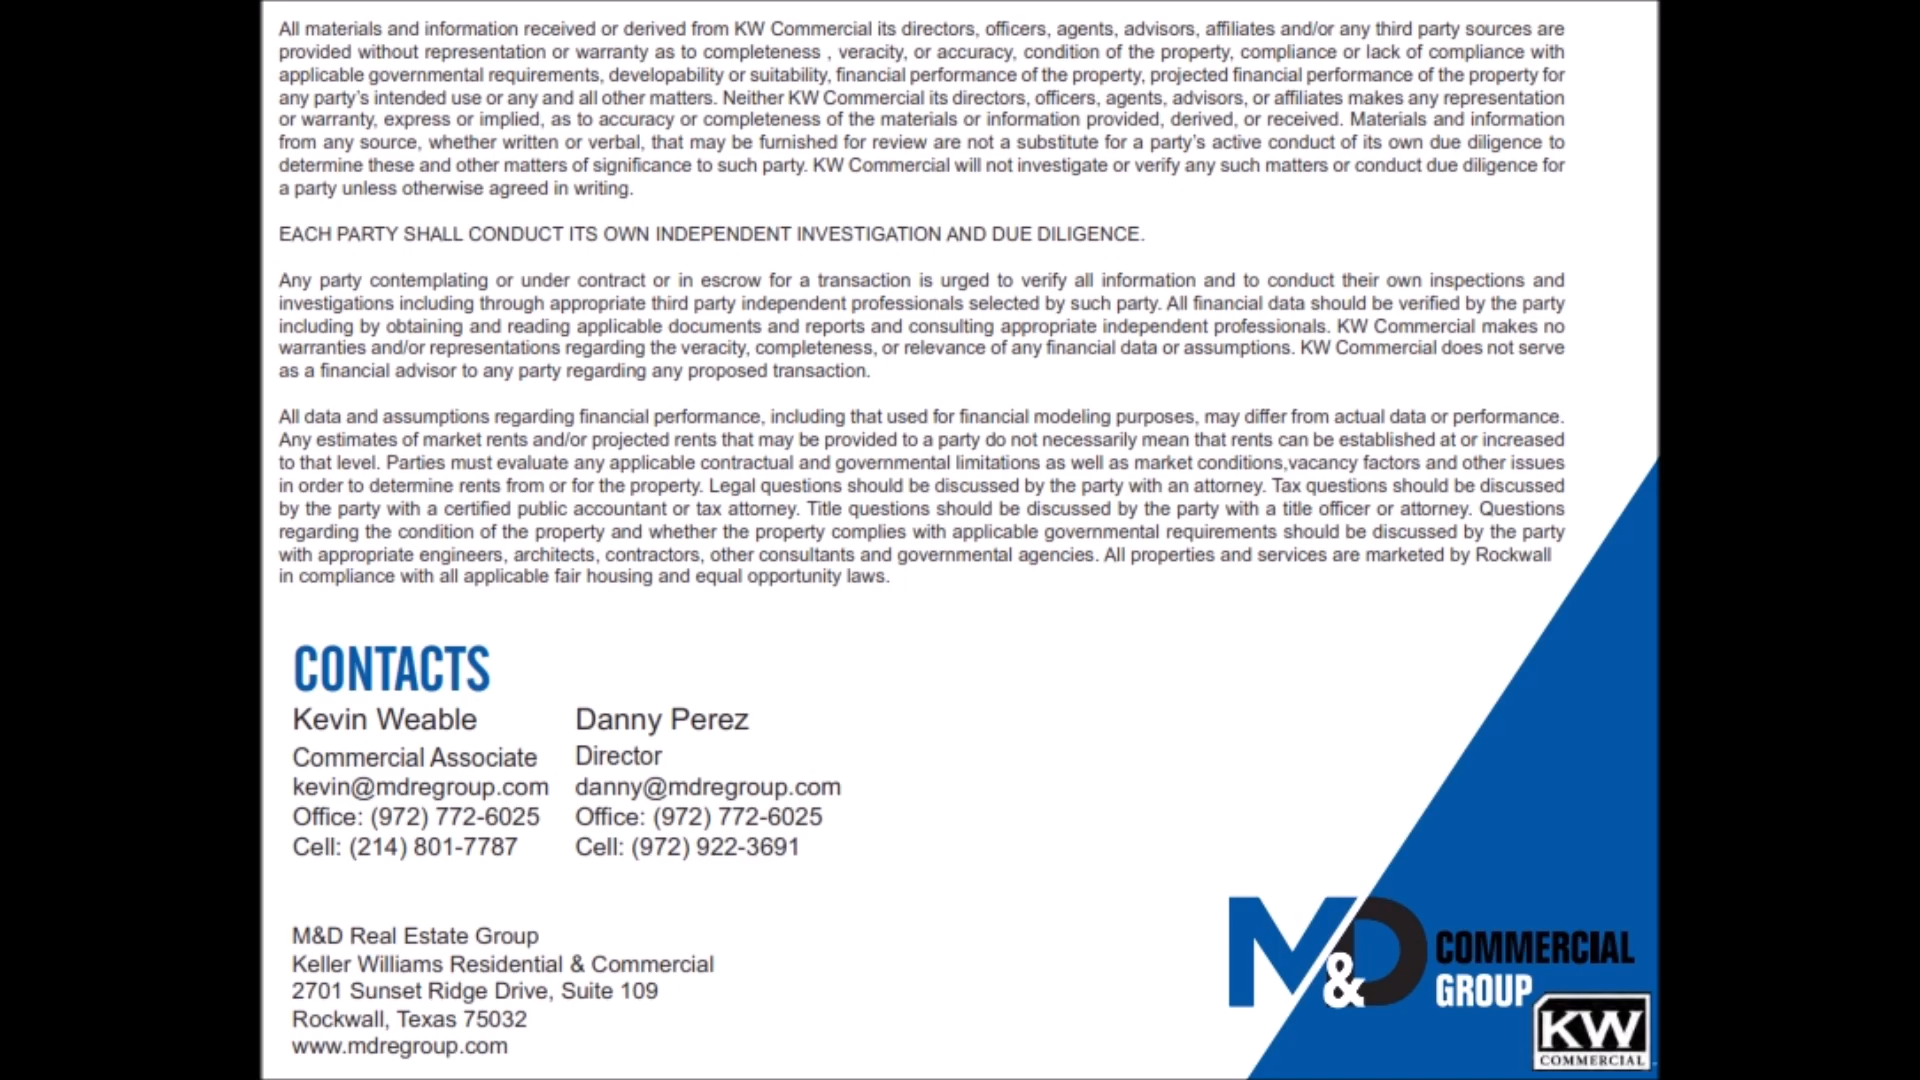 All materials and information received or derived from KW Commercial its directors, officers, agents, advisors, affiliates and/or any third party sources are
provided without representation or warranty as to completeness , veracity, or accuracy, condition of the property, compliance or lack of compliance with
applicable governmental requirements, developability or suitability, financial performance of the property, projected financial performance of the property for
any party's intended use or any and all other matters. Neither KW Commercial its directors, officers, agents, advisors, or affiliates makes any representation
or warranty, express or implied, as to accuracy or completeness of the materials or information provided, derived, or received. Materials and information
from any source, whether written or verbal, that may be furnished for review are not a substitute for a party's active conduct of its own due diligence to
determine these and other matters of significance to such party. KW Commercial will not investigate or verify any such matters or conduct due diligence for
a party unless otherwise agreed in writing.
EACH PARTY SHALL CONDUCT ITS OWN INDEPENDENT INVESTIGATION AND DUE DILIGENCE.
Any party contemplating or under contract or in escrow for a transaction is urged to verify all information and to conduct their own inspections and
investigations including through appropriate third party independent professionals selected by such party. All financial data should be verified by the party
including by obtaining and reading applicable documents and reports and consulting appropriate independent professionals. KW Commercial makes no
warranties and/or representations regarding the veracity, completeness, or relevance of any financial data or assumptions. KW Commercial does not serve
as a financial advisor to any party regarding any proposed transaction.
All data and assumptions regarding financial performance, including that used for financial modeling purposes, may differ from actual data or performance.
Any estimates of market rents and/or projected rents that may be provided to a party do not necessarily mean that rents can be established at or increased
to that level. Parties must evaluate any applicable contractual and governmental limitations as well as market conditions,vacancy factors and other issues
in order to determine rents from or for the property. Legal questions should be discussed by the party with an attorney. Tax questions should be discussed
by the party with a certified public accountant or tax attorney. Title questions should be discussed by the party with a title officer or attorney. Questions
regarding the condition of the property and whether the property complies with applicable governmental requirements should be discussed by the party
with appropriate engineers, architects, contractors, other consultants and governmental agencies. All properties and services are marketed by Rockwall
in compliance with all applicable fair housing and equal opportunity laws.
CONTACTS
Kevin Weable
Commercial Associate
kevin@mdregroup.com
Office: (972) 772-6025
Cell: (214) 801-7787
Danny Perez
Director
danny@mdregroup.com
Office: (972) 772-6025
Cell: (972) 922-3691
M&D Real Estate Group
Keller Williams Residential & Commercial
2701 Sunset Ridge Drive, Suite 109
Rockwall, Texas 75032
www.mdregroup.com
M&D
COMMERCIAL
GROUP
KW
COMMERCIAL